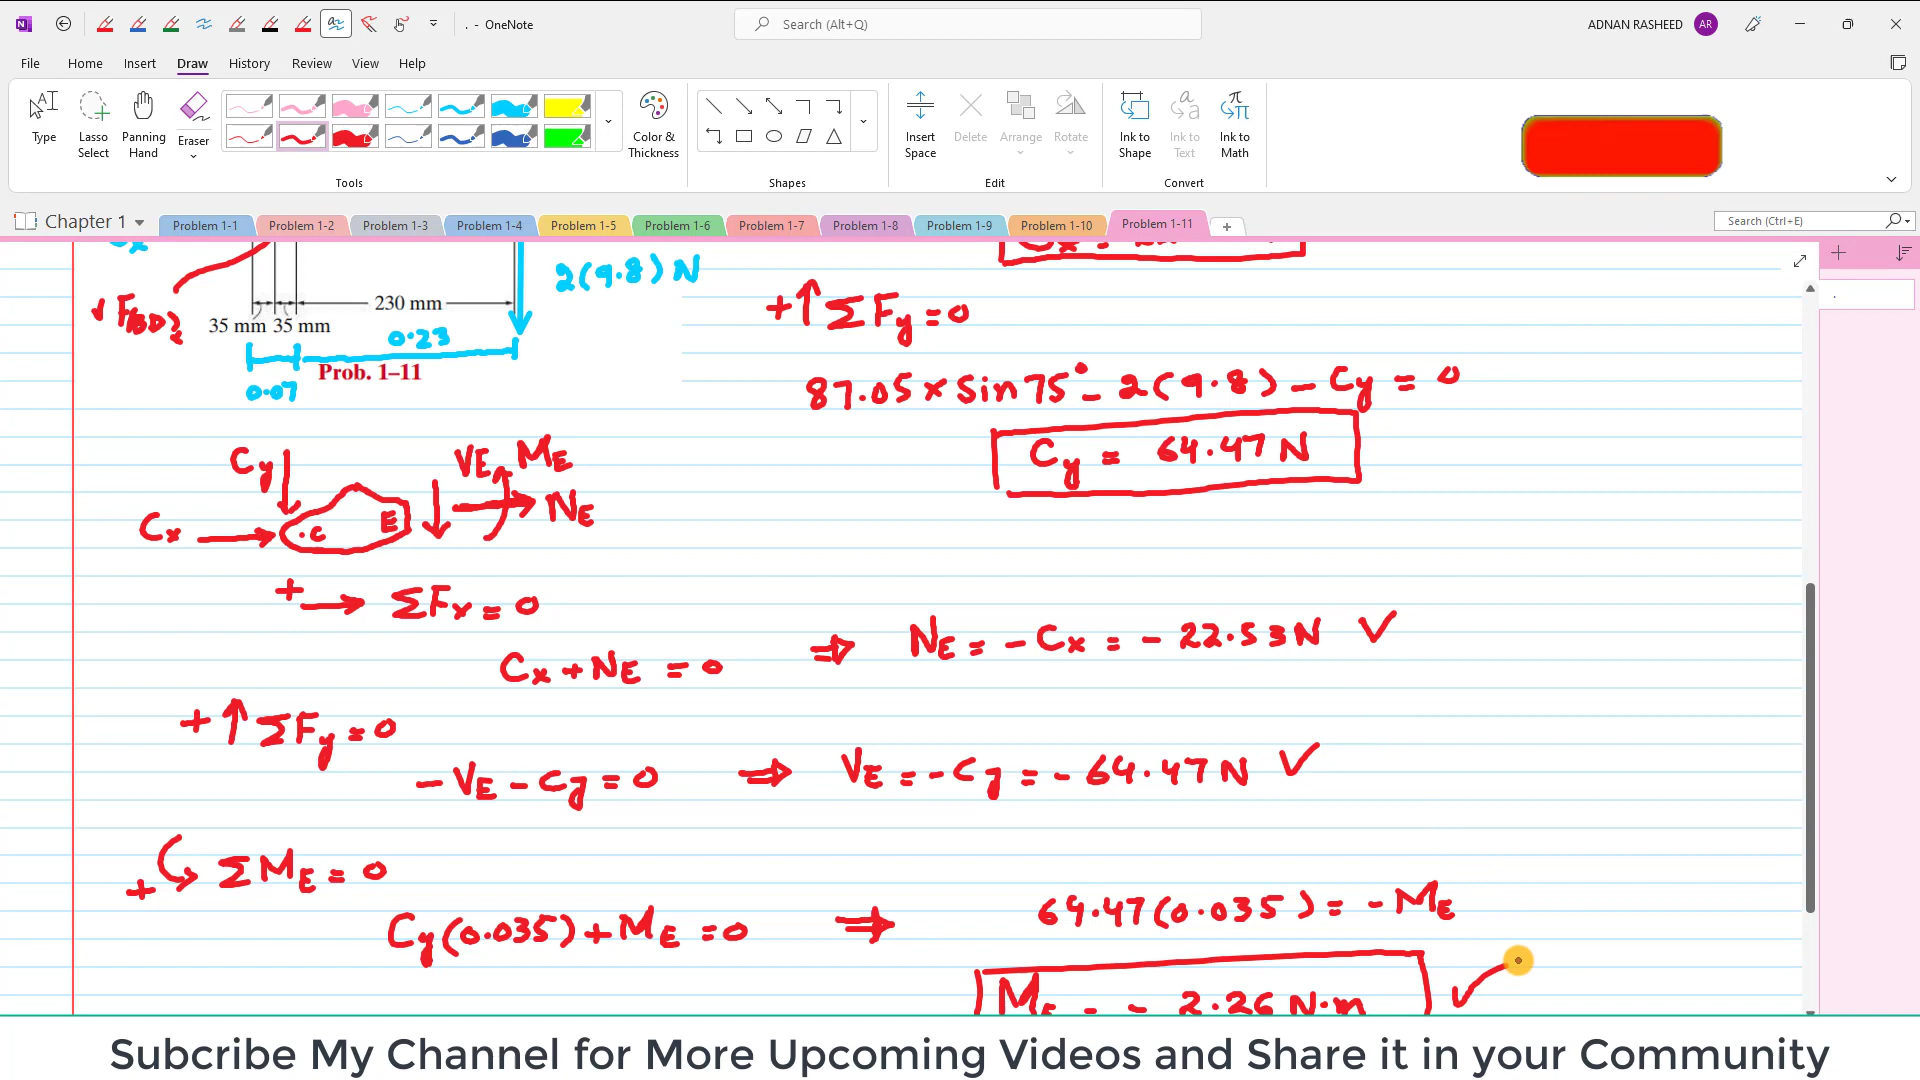 . - OneNote
Search (Alt+Q)
ADNAN RASHEED AR
File Home Insert Draw History Review View Help
Type
Lasso Select
Panning Hand
Eraser
Color & Thickness
Insert Space
Delete
Arrange
Rotate
Ink to Shape
Ink to Text
Ink to Math
Tools Shapes Edit Convert
Chapter 1 Problem 1-1 Problem 1-2 Problem 1-3 Problem 1-4 Problem 1-5 Problem 1-6 Problem 1-7 Problem 1-8 Problem 1-9 Problem 1-10 Problem 1-11
Search (Ctrl+E)
2(9.8) N
230 mm
35 mm 35 mm
0.23
Prob. 1–11
0.07
+↑ ΣFy = 0
87.05 × sin 75° - 2(9.8) - Cy = 0
Cy = 64.47 N
Cy
VE ME
NE
Cx
.C E
+→ ΣFx = 0
Cx + NE = 0 ⇒ NE = - Cx = - 22.53 N ✓
+↑ ΣFy = 0
- VE - Cy = 0 ⇒ VE = - Cy = - 64.47 N ✓
+ ΣME = 0
Cy(0.035) + ME = 0 ⇒ 64.47(0.035) = - ME
ME = - 2.26 N.m ✓
Subcribe My Channel for More Upcoming Videos and Share it in your Community